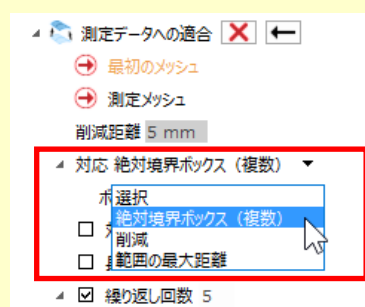 測定データへの適合
最初のメッシュ
測定メッシュ
削減距離 5 mm
対応 絶対境界ボックス（複数）
選択
絶対境界ボックス（複数）
削減
範囲の最大距離
繰り返し回数 5